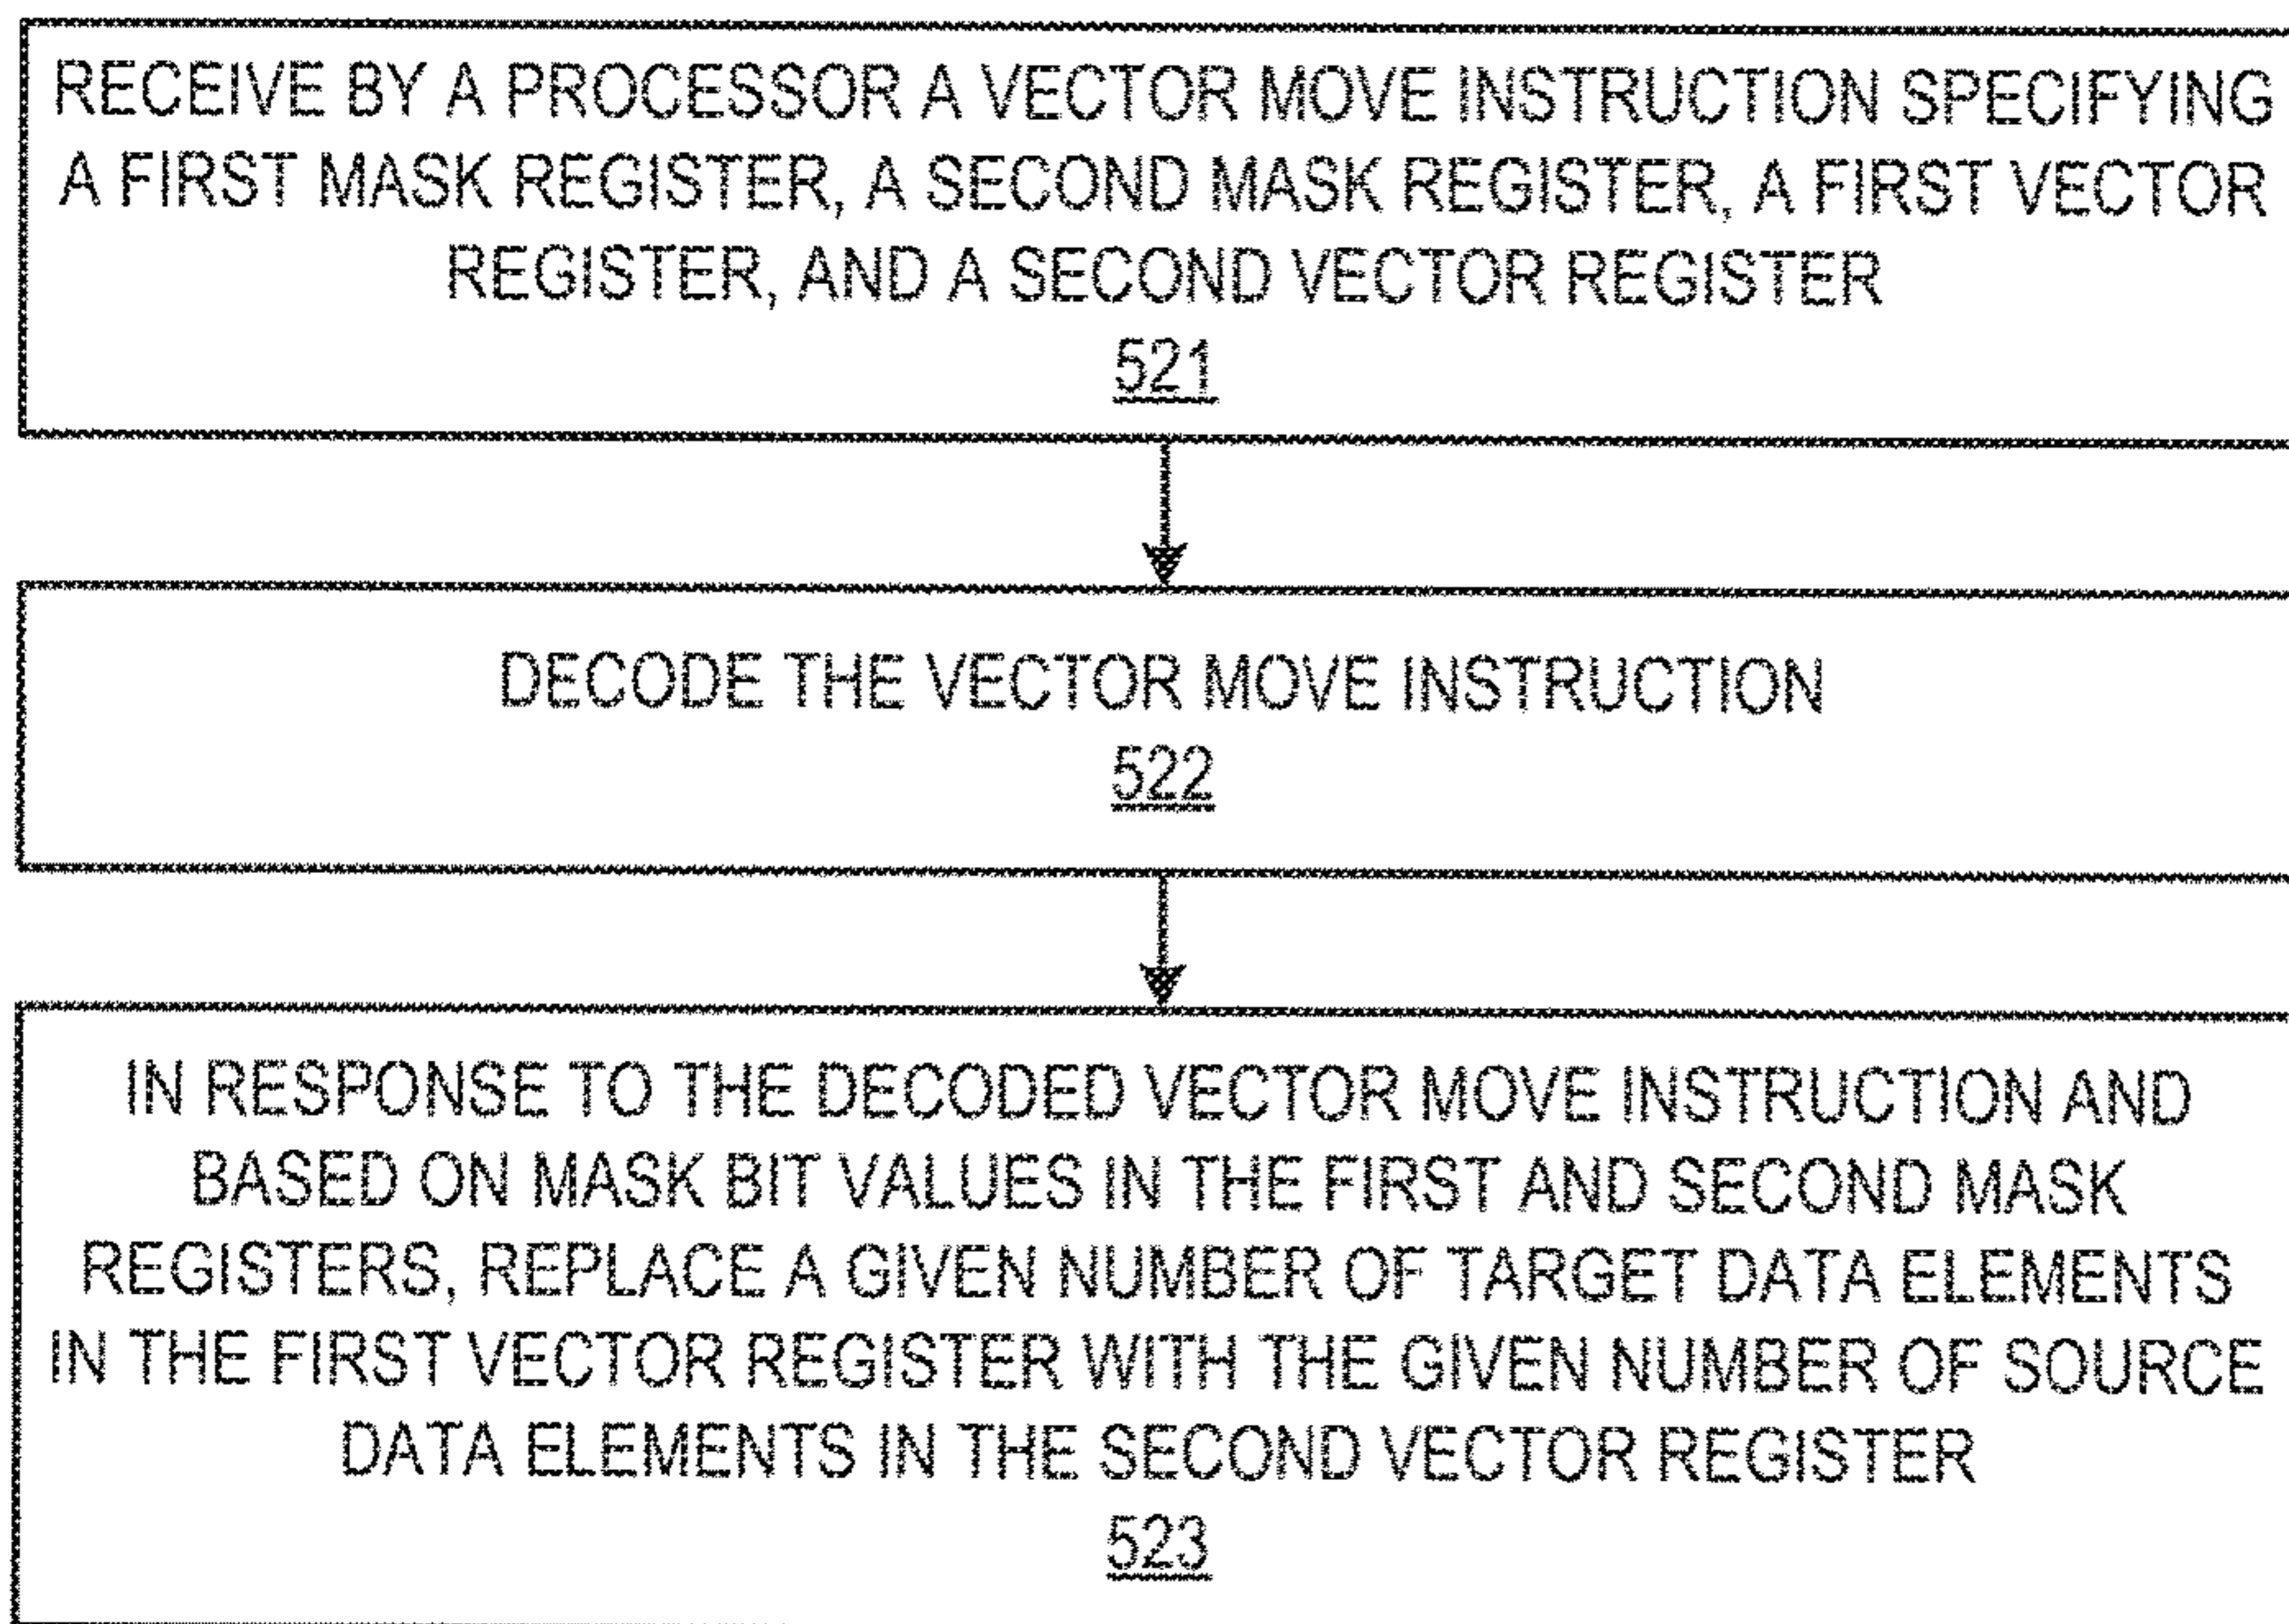 RECEIVE BY A PROCESSOR A VECTOR MOVE INSTRUCTION SPECIFYING
A FIRST MASK REGISTER, A SECOND MASK REGISTER, A FIRST VECTOR
REGISTER, AND A SECOND VECTOR REGISTER
521
DECODE THE VECTOR MOVE INSTRUCTION
522
IN RESPONSE TO THE DECODED VECTOR MOVE INSTRUCTION AND
BASED ON MASK BIT VALUES IN THE FIRST AND SECOND MASK
REGISTERS, REPLACE A GIVEN NUMBER OF TARGET DATA ELEMENTS
IN THE FIRST VECTOR REGISTER WITH THE GIVEN NUMBER OF SOURCE
DATA ELEMENTS IN THE SECOND VECTOR REGISTER
523